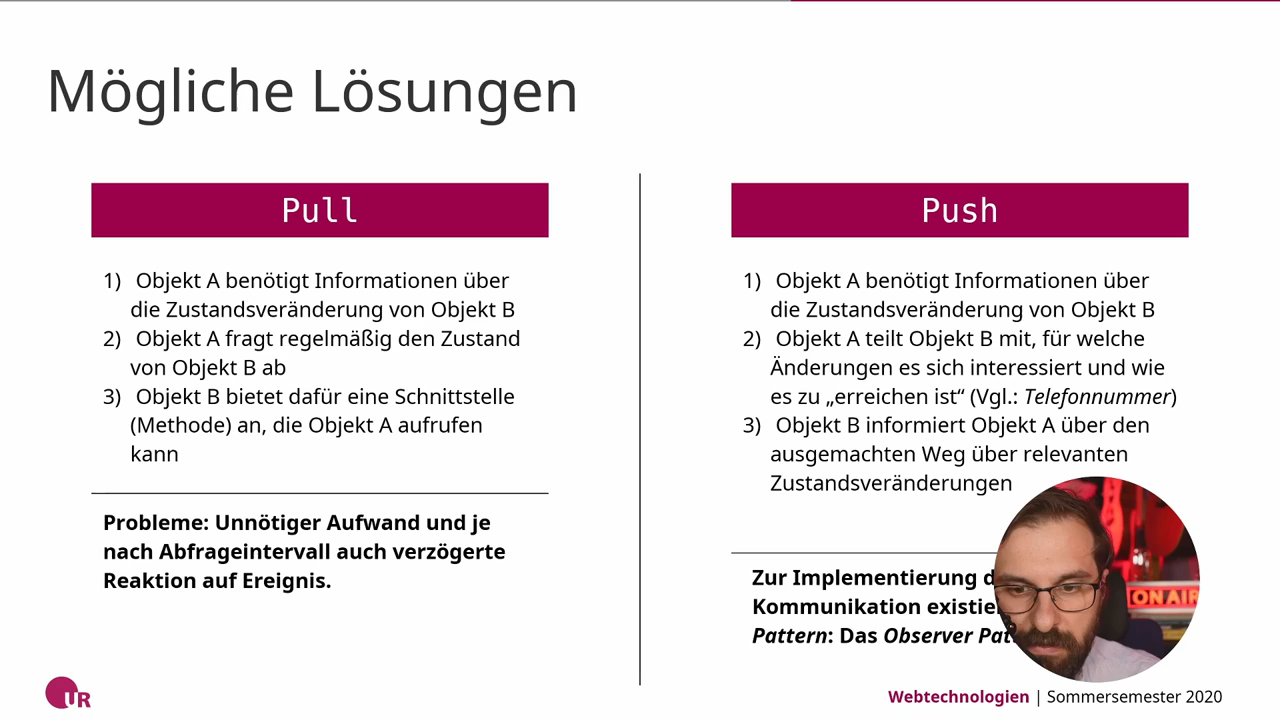 Mögliche Lösungen
Pull
1) Objekt A benötigt Informationen über
die Zustandsveränderung von Objekt B
2) Objekt A fragt regelmäßig den Zustand
von Objekt B ab
3) Objekt B bietet dafür eine Schnittstelle
(Methode) an, die Objekt A aufrufen
kann
Probleme: Unnötiger Aufwand und je
nach Abfrageintervall auch verzögerte
Reaktion auf Ereignis.
Push
1) Objekt A benötigt Informationen über
die Zustandsveränderung von Objekt B
2) Objekt A teilt Objekt B mit, für welche
Änderungen es sich interessiert und wie
es zu „erreichen ist“ (Vgl.: Telefonnummer)
3) Objekt B informiert Objekt A über den
ausgemachten Weg über relevanten
Zustandsveränderungen
Zur Implementierung
Kommunikation
Pattern: Das Observer
ON AIR
UR
Webtechnologien | Sommersemester 2020